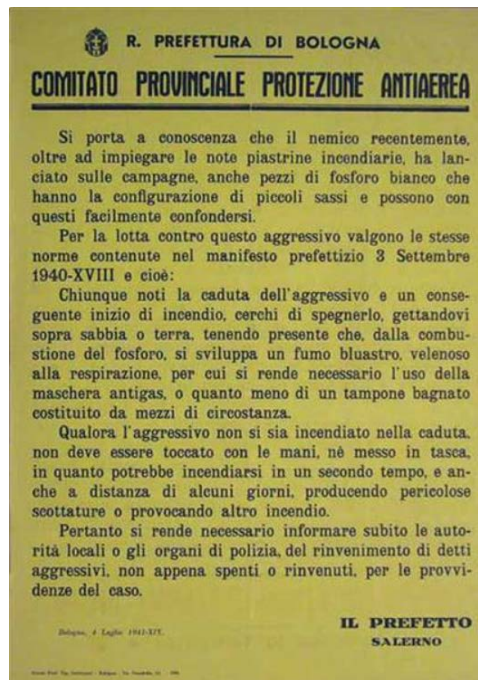 R. PREFETTURA DI BOLOGNA
COMITATO PROVINCIALE PROTEZIONE ANTIAEREA
Si porta a conoscenza che il nemico recentemente,
oltre ad impiegare le note piastrine incendiarie, ha lan-
ciato sulle campagne, anche pezzi di fosforo bianco che
hanno la configurazione di piccoli sassi e possono con
questi facilmente confondersi.
Per la lotta contro questo aggressivo valgono le stesse
norme contenute nel manifesto prefettizio 3 Settembre
1940-XVIII e cioè:
Chiunque noti la caduta dell'aggressivo e un conse-
guente inizio di incendio, cerchi di spegnerlo, gettandovi
sopra sabbia o terra, tenendo presente che, dalla combu-
stione del fosforo, si sviluppa un fumo bluastro, velenoso
alla respirazione, per cui si rende necessario l'uso della
maschera antigas, o quanto meno di un tampone bagnato
costituito da mezzi di circostanza.
Qualora l'aggressivo non si sia incendiato nella caduta,
non deve essere toccato con le mani, nè messo in tasca,
in quanto potrebbe incendiarsi in un secondo tempo, e an-
che a distanza di alcuni giorni, producendo pericolose
scottature o provocando altro incendio.
Pertanto si rende necessario informare subito le auto-
rità locali o gli organi di polizia, del rinvenimento di detti
aggressivi, non appena spenti o rinvenuti, per le provvi-
denze del caso.
Bologna, 4 Luglio 1941-XIX.
IL PREFETTO
SALERNO